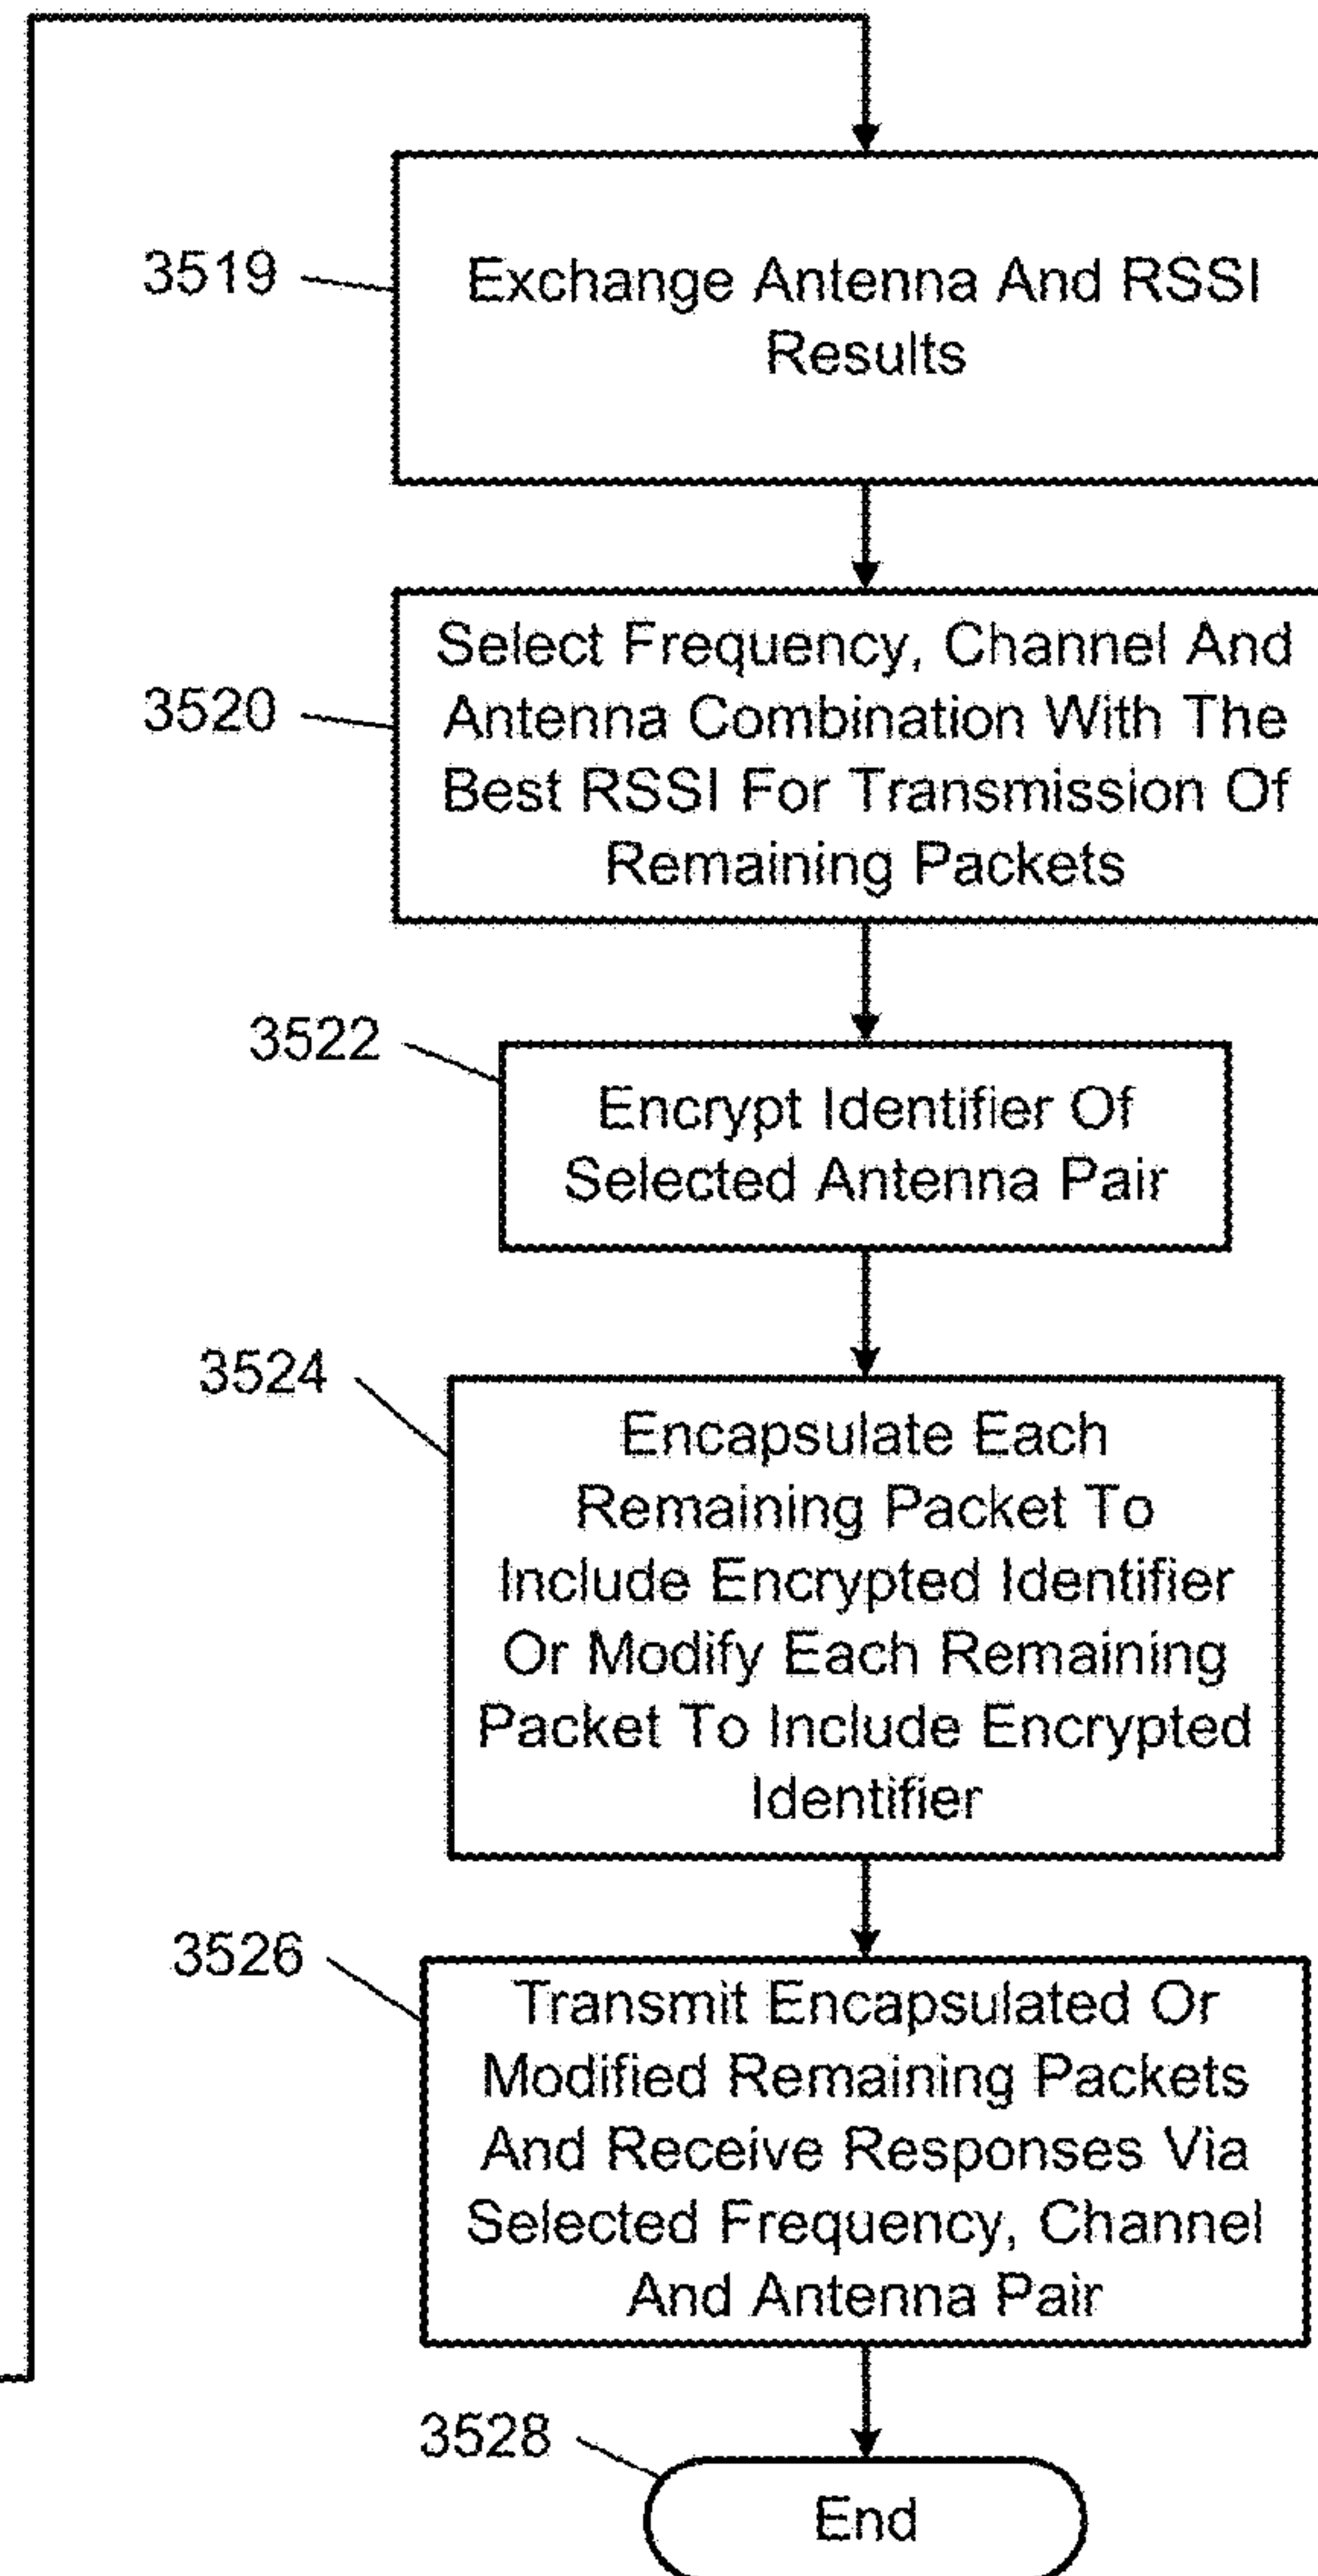 3519
Exchange Antenna And RSSI
Results
3520
Select Frequency, Channel And
Antenna Combination With The
Best RSSI For Transmission Of
Remaining Packets
3522
Encrypt Identifier Of
Selected Antenna Pair
3524
Encapsulate Each
Remaining Packet To
Include Encrypted Identifier
Or Modify Each Remaining
Packet To Include Encrypted
Identifier
3526
Transmit Encapsulated Or
Modified Remaining Packets
And Receive Responses Via
Selected Frequency, Channel
And Antenna Pair
3528
End